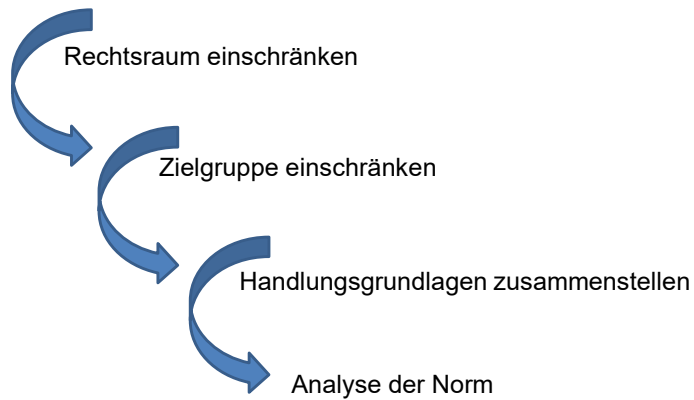 Rechtsraum einschränken
Zielgruppe einschränken
Handlungsgrundlagen zusammenstellen
Analyse der Norm